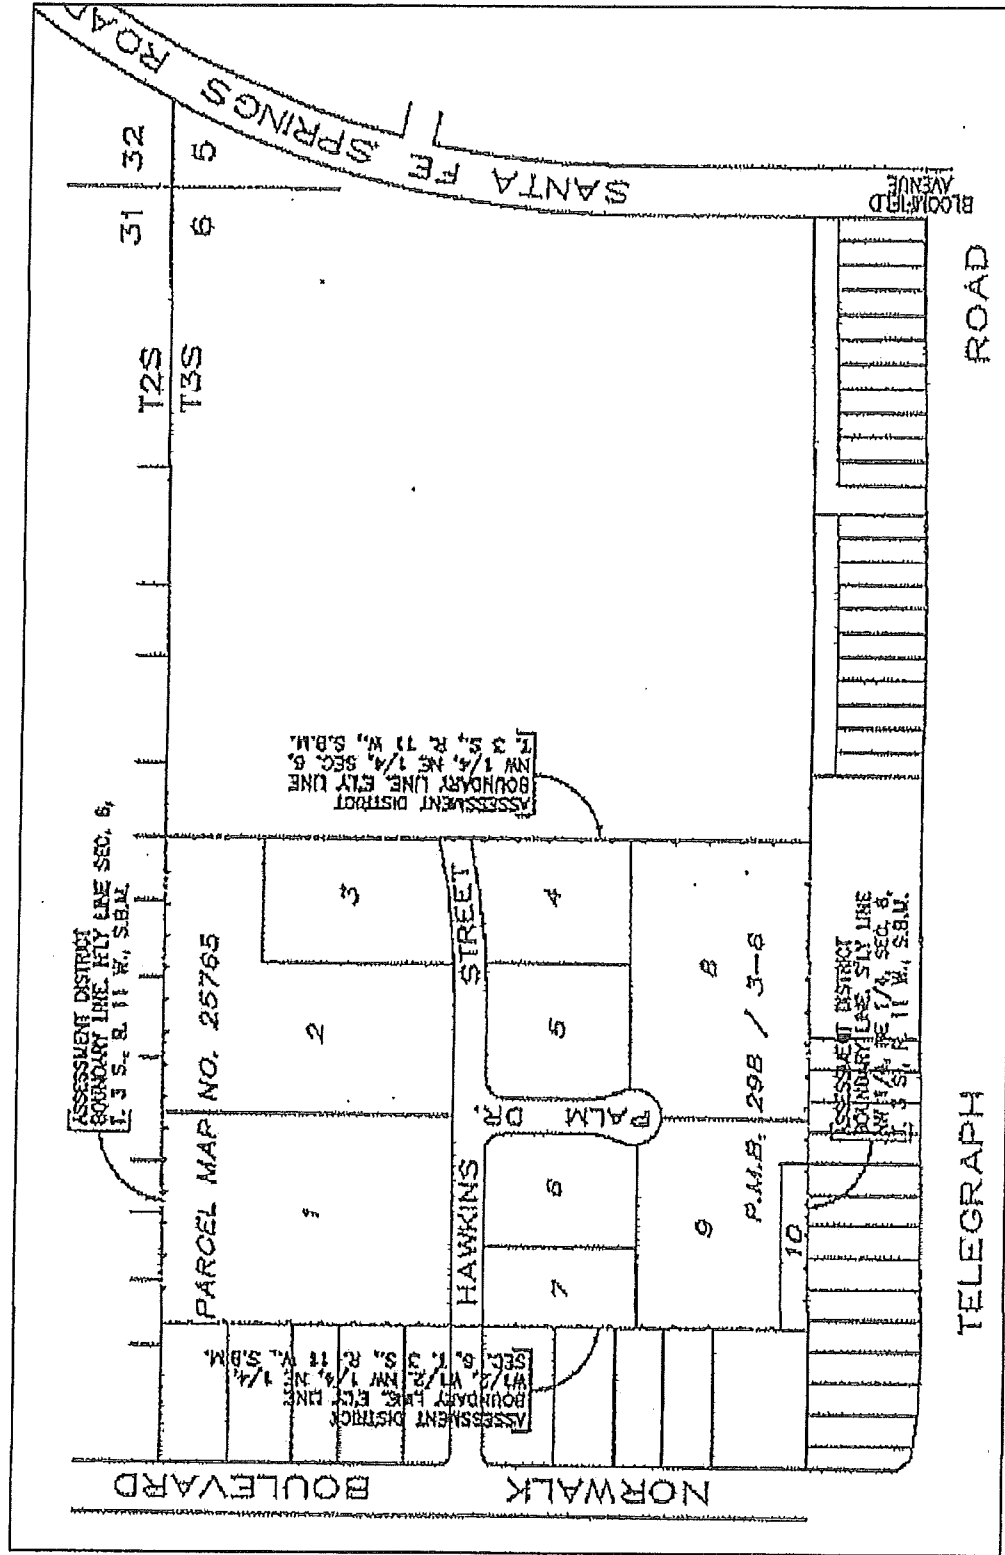 SANTA FE SPRINGS ROAD
31 32
6 5
T2S
T3S
BLOOMFIELD
AVENUE
ROAD
ASSESSMENT DISTRICT
BOUNDARY LINE, E'LY LINE
NW 1/4, NE 1/4, SEC. 6,
T. 3 S., R. 11 W., S.B.M.
ASSESSMENT DISTRICT
BOUNDARY LINE, N'LY LINE SEC. 6,
T. 3 S., R. 11 W., S.B.M.
PARCEL MAP NO. 25765
1
2
3
HAWKINS STREET
PALM DR.
4
5
6
7
8
9
10
P.M.B. 298 / 3-6
ASSESSMENT DISTRICT
BOUNDARY LINE, S'LY LINE
NW 1/4, NE 1/4, SEC. 6,
T. 3 S., R. 11 W., S.B.M.
ASSESSMENT DISTRICT
BOUNDARY LINE, E'LY LINE
W1/2, W1/2, NW 1/4, NE 1/4,
SEC. 6, T. 3 S., R. 11 W., S.B.M.
NORWALK BOULEVARD
TELEGRAPH